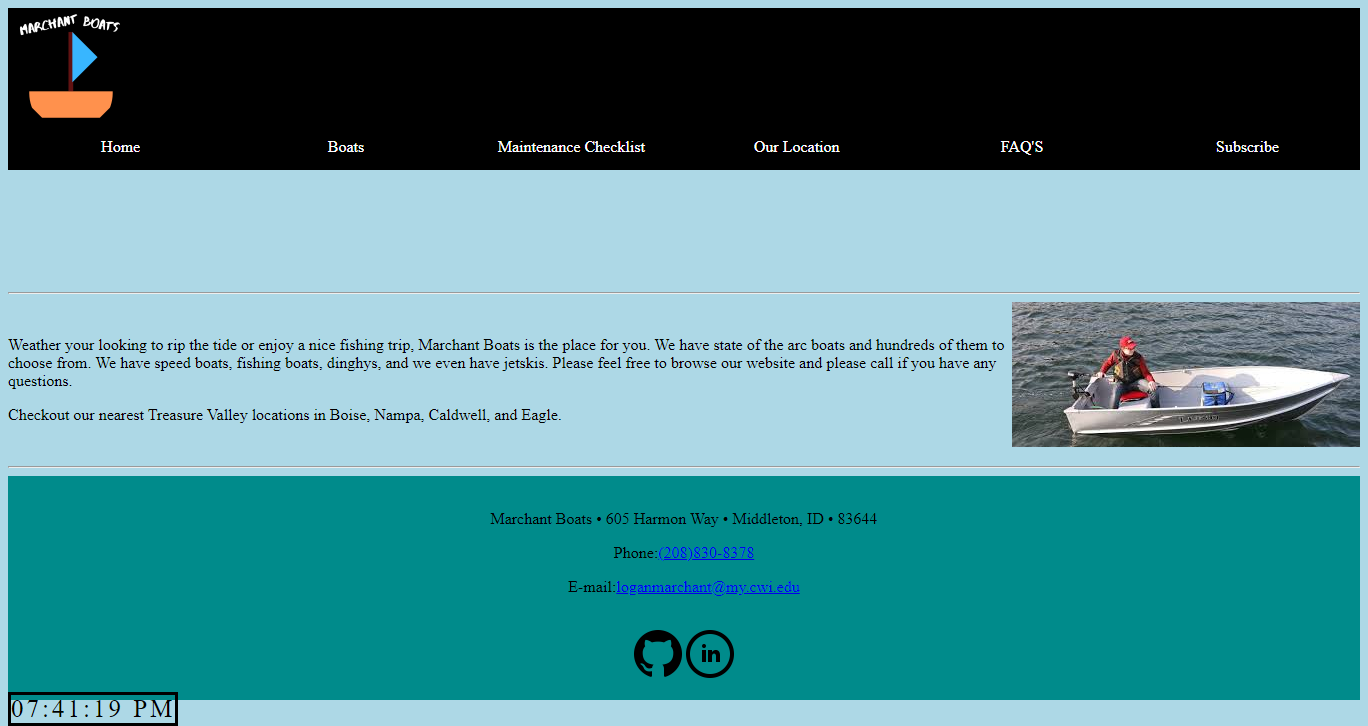 MARCHANT BOATS
Home Boats Maintenance Checklist Our Location FAQ'S Subscribe
Weather your looking to rip the tide or enjoy a nice fishing trip, Marchant Boats is the place for you. We have state of the arc boats and hundreds of them to
choose from. We have speed boats, fishing boats, dinghys, and we even have jetskis. Please feel free to browse our website and please call if you have any
questions.
Checkout our nearest Treasure Valley locations in Boise, Nampa, Caldwell, and Eagle.
Marchant Boats • 605 Harmon Way • Middleton, ID • 83644
Phone:(208)830-8378
E-mail:loganmarchant@my.cwi.edu
in
07:41:19 PM